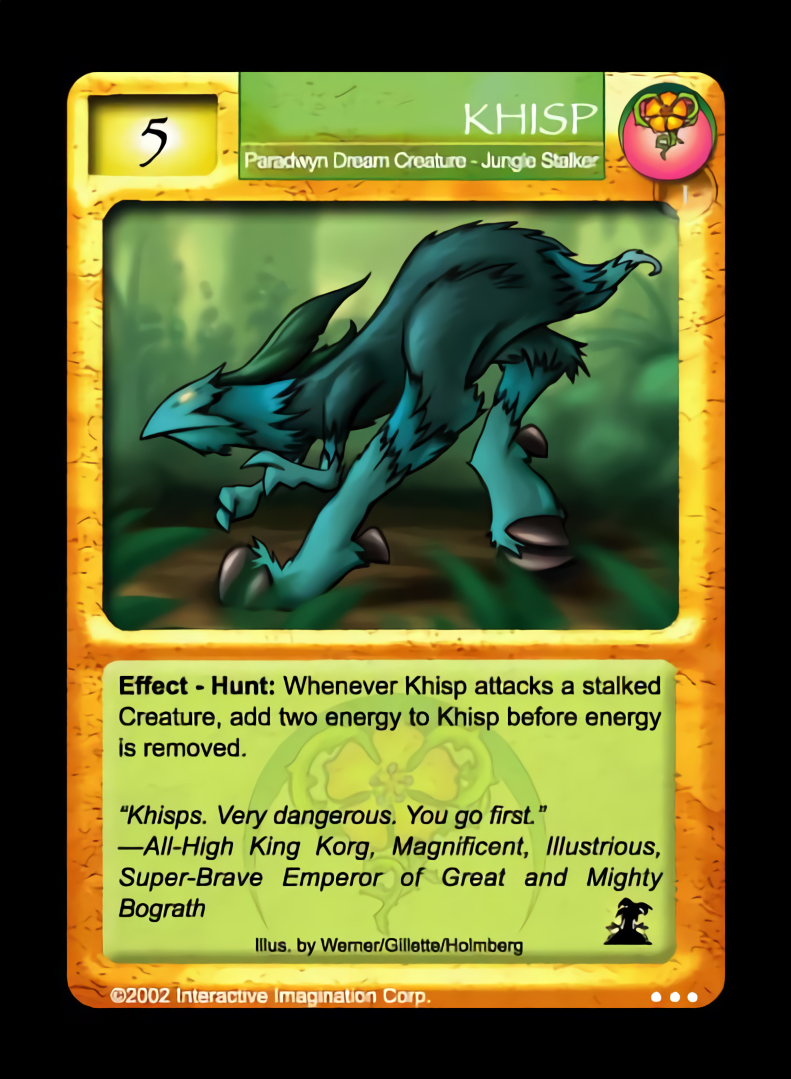 5
KHISP
Paradwyn Dream Creature - Jungle Stalker
1
Effect - Hunt: Whenever Khisp attacks a stalked
Creature, add two energy to Khisp before energy
is removed.
“Khisps. Very dangerous. You go first.”
—All-High King Korg, Magnificent, Illustrious,
Super-Brave Emperor of Great and Mighty
Bograth
Illus. by Werner/Gillette/Holmberg
©2002 Interactive Imagination Corp.